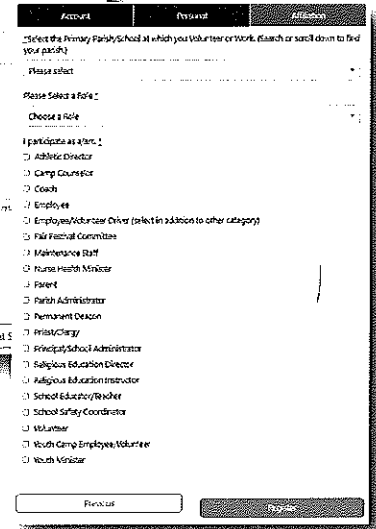 Account Personal Affiliation
*Select the Primary Parish/School at which you Volunteer or Work. (Search or scroll down to find
your parish.)
Please select
Please Select a Role *
Choose a Role
I participate as a/an: *
Athletic Director
Camp Counselor
Coach
Employee
Employee/Volunteer Driver (select in addition to other category)
Fair Festival Committee
Maintenance Staff
Nurse Health Minister
Parent
Parish Administrator
Permanent Deacon
Priest/Clergy
Principal/School Administrator
Religious Education Director
Religious Education Instructor
School Educator/Teacher
School Safety Coordinator
Volunteer
Youth Camp Employee/Volunteer
Youth Minister
Previous Register